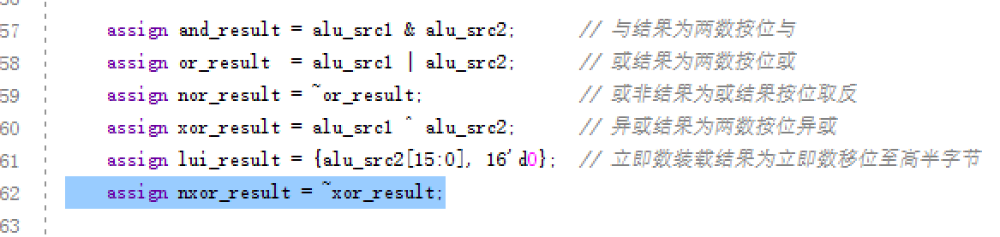 57 assign and_result = alu_src1 & alu_src2; // 与结果为两数按位与
58 assign or_result = alu_src1 | alu_src2; // 或结果为两数按位或
59 assign nor_result = ~or_result; // 或非结果为或结果按位取反
60 assign xor_result = alu_src1 ^ alu_src2; // 异或结果为两数按位异或
61 assign lui_result = {alu_src2[15:0], 16'd0}; // 立即数装载结果为立即数移位至高半字节
62 assign nxor_result = ~xor_result;
63